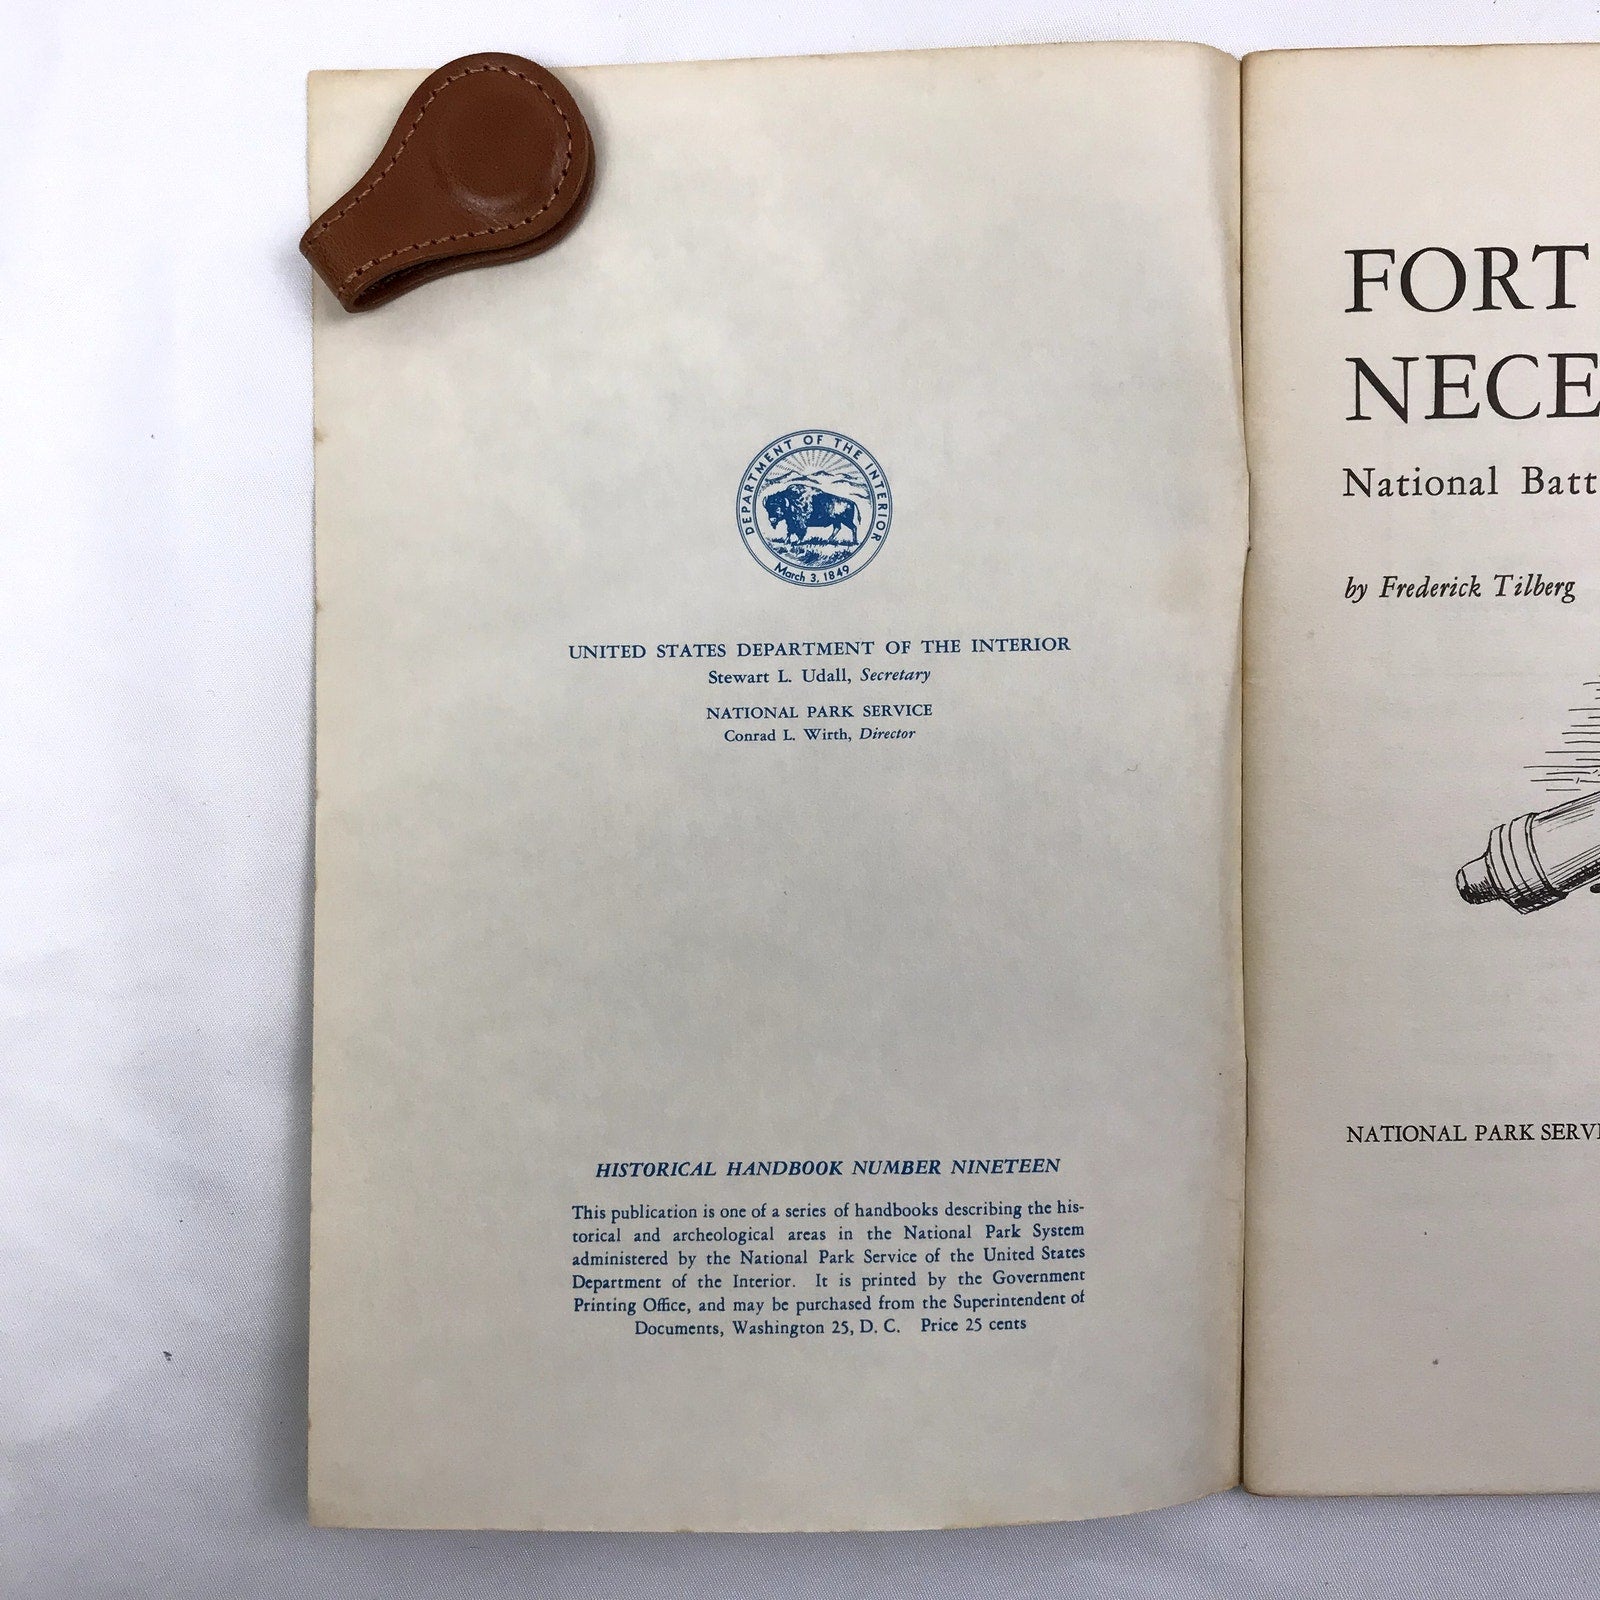 DEPARTMENT OF THE INTERIOR
March 3, 1849
UNITED STATES DEPARTMENT OF THE INTERIOR
Stewart L. Udall, Secretary
NATIONAL PARK SERVICE
Conrad L. Wirth, Director
HISTORICAL HANDBOOK NUMBER NINETEEN
This publication is one of a series of handbooks describing the his-
torical and archeological areas in the National Park System
administered by the National Park Service of the United States
Department of the Interior. It is printed by the Government
Printing Office, and may be purchased from the Superintendent of
Documents, Washington 25, D. C. Price 25 cents
FORT
NECE
National Batt
by Frederick Tilberg
NATIONAL PARK SERVI